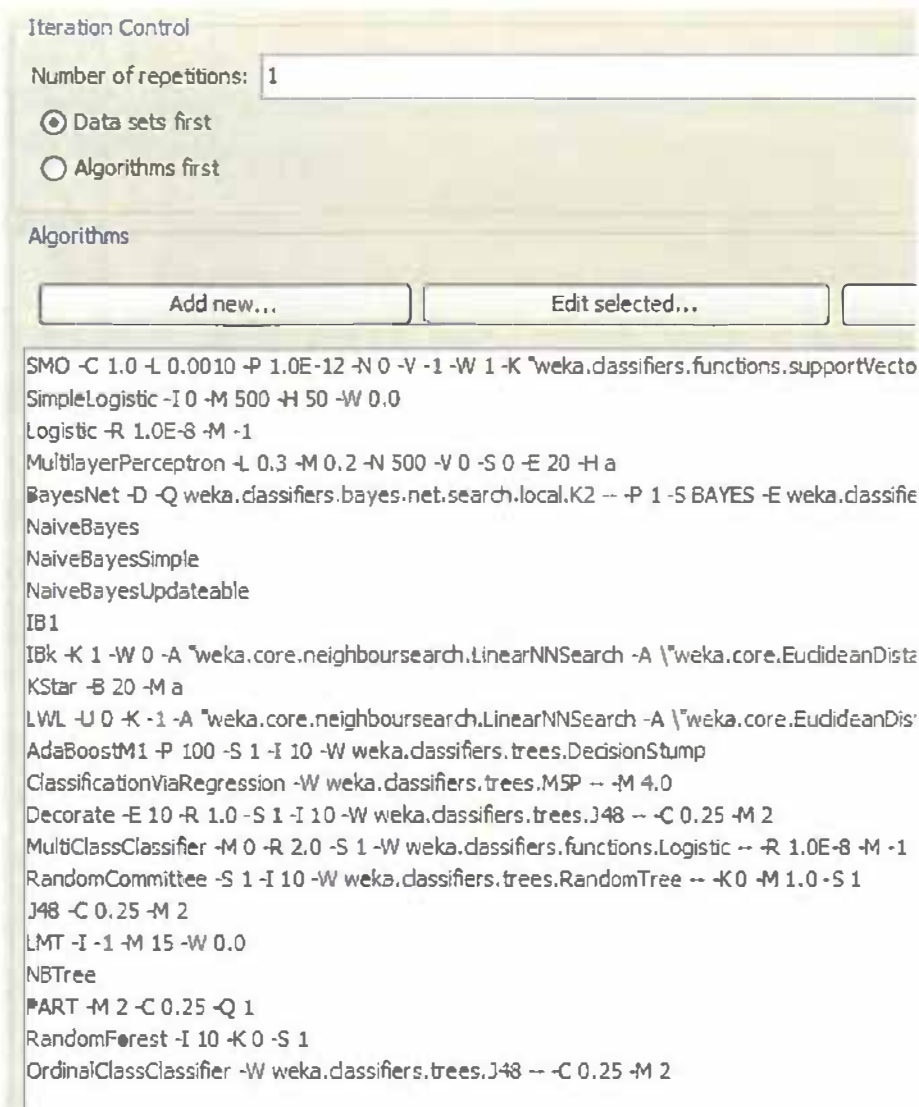 Iteration Control
Number of repetitions: 1
Data sets first
Algorithms first
Algorithms
Add new... Edit selected...
SMO -C 1.0 -L 0.0010 -P 1.0E-12 -N 0 -V -1 -W 1 -K "weka.classifiers.functions.supportVecto
SimpleLogistic -I 0 -M 500 -H 50 -W 0.0
Logistic -R 1.0E-8 -M -1
MultilayerPerceptron -L 0.3 -M 0.2 -N 500 -V 0 -S 0 -E 20 -H a
BayesNet -D -Q weka.classifiers.bayes.net.search.local.K2 -- -P 1 -S BAYES -E weka.classifie
NaiveBayes
NaiveBayesSimple
NaiveBayesUpdateable
IB1
IBk -K 1 -W 0 -A "weka.core.neighboursearch.LinearNNSearch -A \"weka.core.EuclideanDista
KStar -B 20 -M a
LWL -U 0 -K -1 -A "weka.core.neighboursearch.LinearNNSearch -A \"weka.core.EuclideanDis
AdaBoostM1 -P 100 -S 1 -I 10 -W weka.classifiers.trees.DecisionStump
ClassificationViaRegression -W weka.classifiers.trees.M5P -- -M 4.0
Decorate -E 10 -R 1.0 -S 1 -I 10 -W weka.classifiers.trees.J48 -- -C 0.25 -M 2
MultiClassClassifier -M 0 -R 2.0 -S 1 -W weka.classifiers.functions.Logistic -- -R 1.0E-8 -M -1
RandomCommittee -S 1 -I 10 -W weka.classifiers.trees.RandomTree -- -K 0 -M 1.0 -S 1
J48 -C 0.25 -M 2
LMT -I -1 -M 15 -W 0.0
NBTree
PART -M 2 -C 0.25 -Q 1
RandomForest -I 10 -K 0 -S 1
OrdinalClassClassifier -W weka.classifiers.trees.J48 -- -C 0.25 -M 2